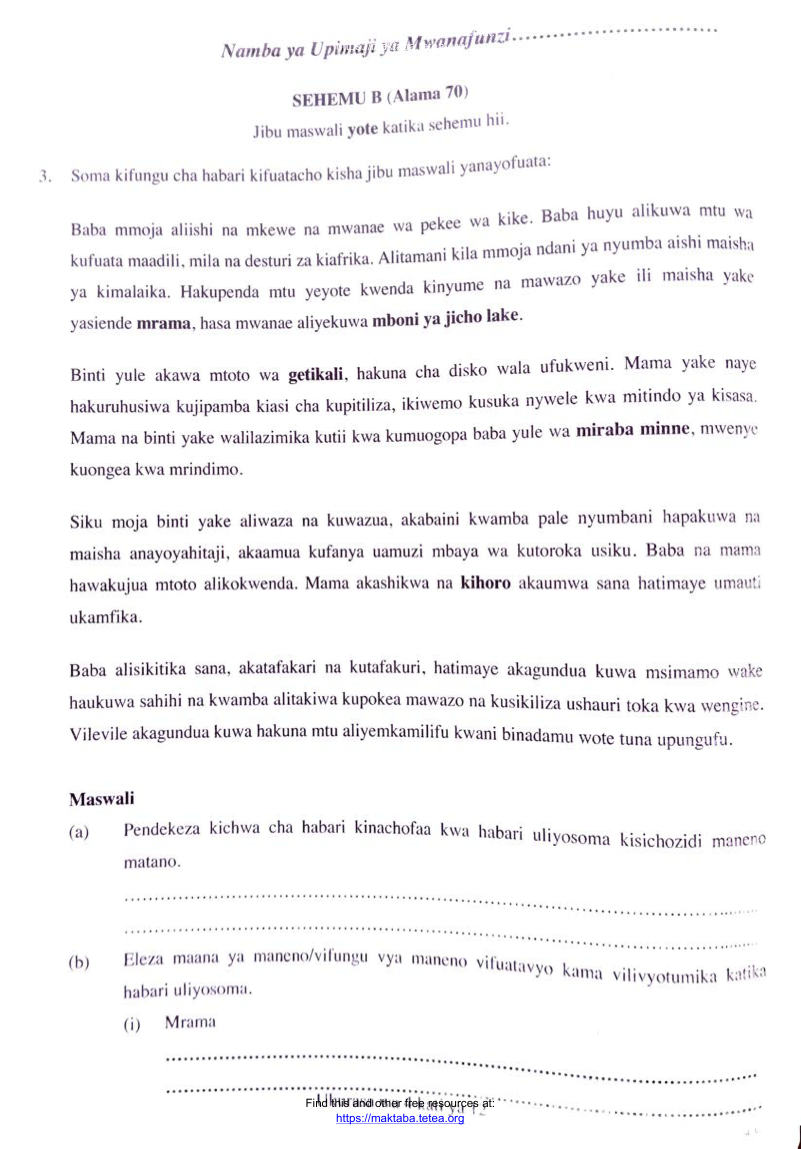 Namba ya Upimaji ya Mwanafunzi......................................
SEHEMU B (Alama 70)
Jibu maswali yote katika sehemu hii.
3. Soma kifungu cha habari kifuatacho kisha jibu maswali yanayofuata:
Baba mmoja aliishi na mkewe na mwanae wa pekee wa kike. Baba huyu alikuwa mtu wa
kufuata maadili, mila na desturi za kiafrika. Alitamani kila mmoja ndani ya nyumba aishi maisha
ya kimalaika. Hakupenda mtu yeyote kwenda kinyume na mawazo yake ili maisha yake
yasiende mrama, hasa mwanae aliyekuwa mboni ya jicho lake.
Binti yule akawa mtoto wa getikali, hakuna cha disko wala ufukweni. Mama yake naye
hakuruhusiwa kujipamba kiasi cha kupitiliza, ikiwemo kusuka nywele kwa mitindo ya kisasa.
Mama na binti yake walilazimika kutii kwa kumuogopa baba yule wa miraba minne, mwenye
kuongea kwa mrindimo.
Siku moja binti yake aliwaza na kuwazua, akabaini kwamba pale nyumbani hapakuwa na
maisha anayoyahitaji, akaamua kufanya uamuzi mbaya wa kutoroka usiku. Baba na mama
hawakujua mtoto alikokwenda. Mama akashikwa na kihoro akaumwa sana hatimaye umauti
ukamfika.
Baba alisikitika sana, akatafakari na kutafakuri, hatimaye akagundua kuwa msimamo wake
haukuwa sahihi na kwamba alitakiwa kupokea mawazo na kusikiliza ushauri toka kwa wengine.
Vilevile akagundua kuwa hakuna mtu aliyemkamilifu kwani binadamu wote tuna upungufu.
Maswali
(a) Pendekeza kichwa cha habari kinachofaa kwa habari uliyosoma kisichozidi maneno
matano.
(b) Eleza maana ya maneno/vifungu vya maneno vifuatavyo kama vilivyotumika katika
habari uliyosoma.
(i) Mrama
Find this and other free resources at:
https://maktaba.tetea.org